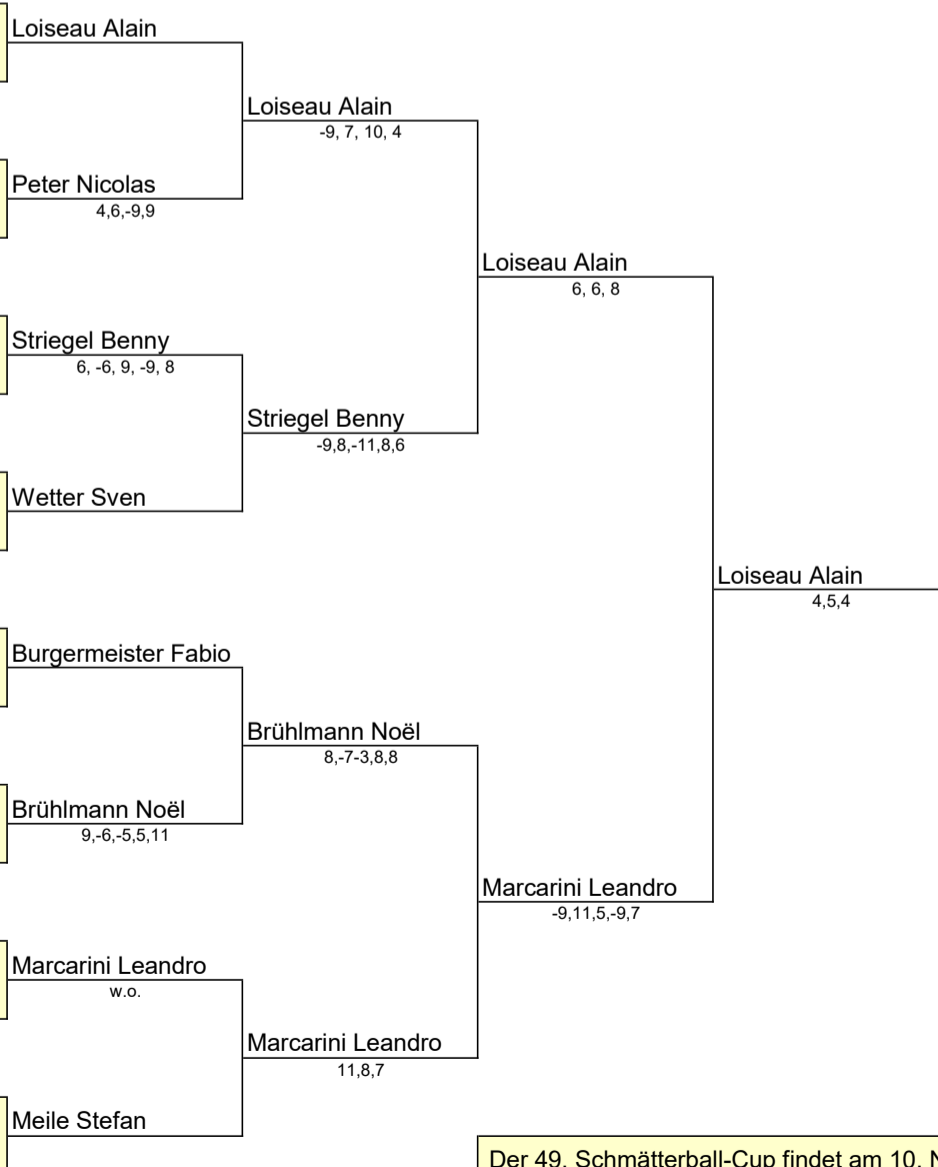 Loiseau Alain
Loiseau Alain
-9, 7, 10, 4
Peter Nicolas
4,6,-9,9
Loiseau Alain
6, 6, 8
Striegel Benny
6, -6, 9, -9, 8
Striegel Benny
-9,8,-11,8,6
Wetter Sven
Loiseau Alain
4,5,4
Burgermeister Fabio
Brühlmann Noël
8,-7-3,8,8
Brühlmann Noël
9,-6,-5,5,11
Marcarini Leandro
-9,11,5,-9,7
Marcarini Leandro
w.o.
Marcarini Leandro
11,8,7
Meile Stefan
Der 49. Schmätterball-Cup findet am 10. N